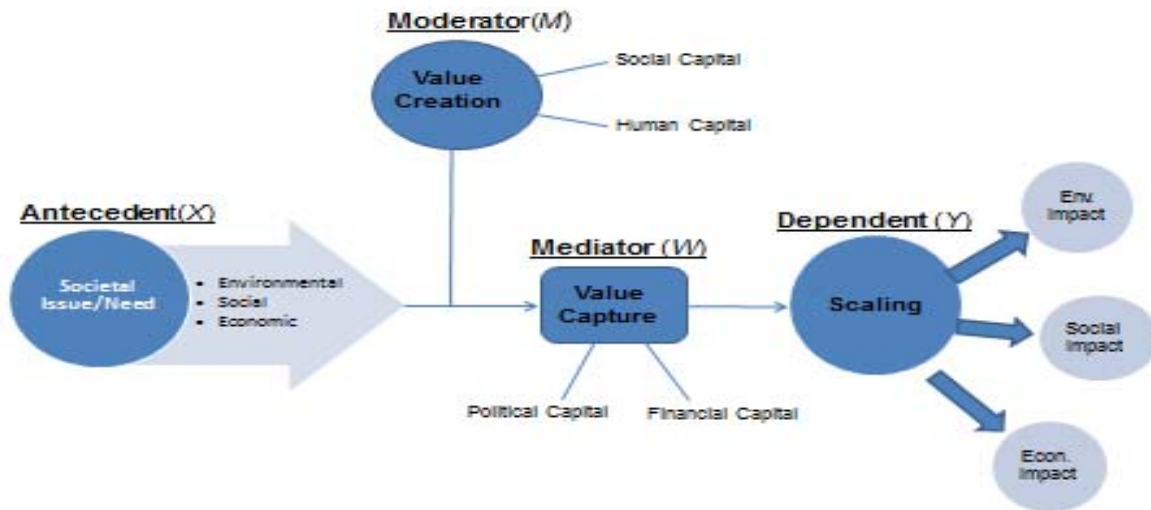 Moderator(M)
Value
Creation
Social Capital
Human Capital
Antecedent(X)
Societal
Issue/Need
• Environmental
• Social
• Economic
Mediator (W)
Value
Capture
Political Capital
Financial Capital
Dependent (Y)
Scaling
Env.
Impact
Social
Impact
Econ.
Impact